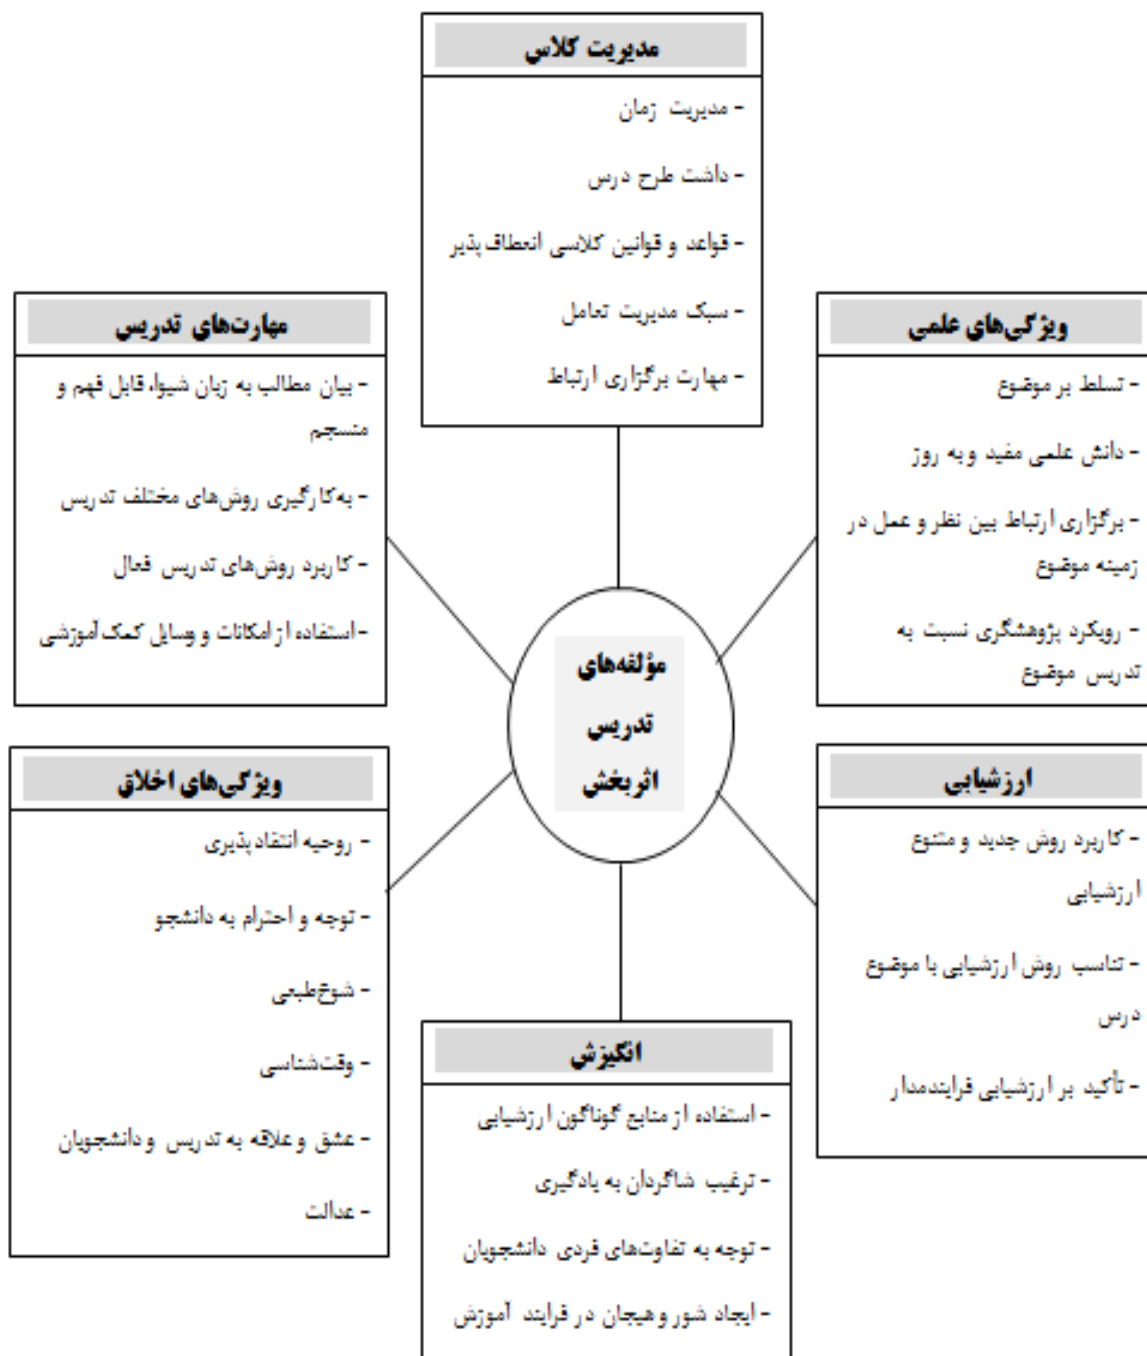 مدیریت کلاس
- مدیریت زمان
- داشت طرح درس
- قواعد و قوانین کلاسی انعطاف‌پذیر
- سبک مدیریت تعامل
- مهارت برگزاری ارتباط
ویژگی‌های علمی
- تسلط بر موضوع
- دانش علمی مفید و به روز
- برگزاری ارتباط بین نظر و عمل در
زمینه موضوع
- رویکرد پژوهشگری نسبت به
تدریس موضوع
مهارت‌های تدریس
- بیان مطالب به زبان شیوا، قابل فهم و
منسجم
- به‌کارگیری روش‌های مختلف تدریس
- کاربرد روش‌های تدریس فعال
- استفاده از امکانات و وسایل کمک‌آموزشی
مؤلفه‌های
تدریس
اثربخش
ارزشیابی
- کاربرد روش جدید و متنوع
ارزشیابی
- تناسب روش ارزشیابی با موضوع
درس
- تأکید بر ارزشیابی فرایندمدار
ویژگی‌های اخلاق
- روحیه انتقادپذیری
- توجه و احترام به دانشجو
- شوخ‌طبعی
- وقت‌شناسی
- عشق و علاقه به تدریس و دانشجویان
- عدالت
انگیزش
- استفاده از منابع گوناگون ارزشیابی
- ترغیب شاگردان به یادگیری
- توجه به تفاوت‌های فردی دانشجویان
- ایجاد شور و هیجان در فرایند آموزش